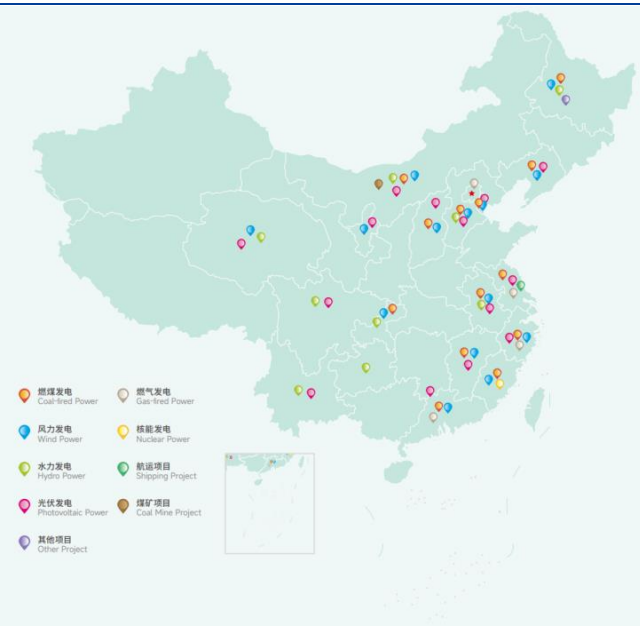 燃煤发电
Coal-fired Power
燃气发电
Gas-fired Power
风力发电
Wind Power
核能发电
Nuclear Power
水力发电
Hydro Power
航运项目
Shipping Project
光伏发电
Photovoltaic Power
煤矿项目
Coal Mine Project
其他项目
Other Project